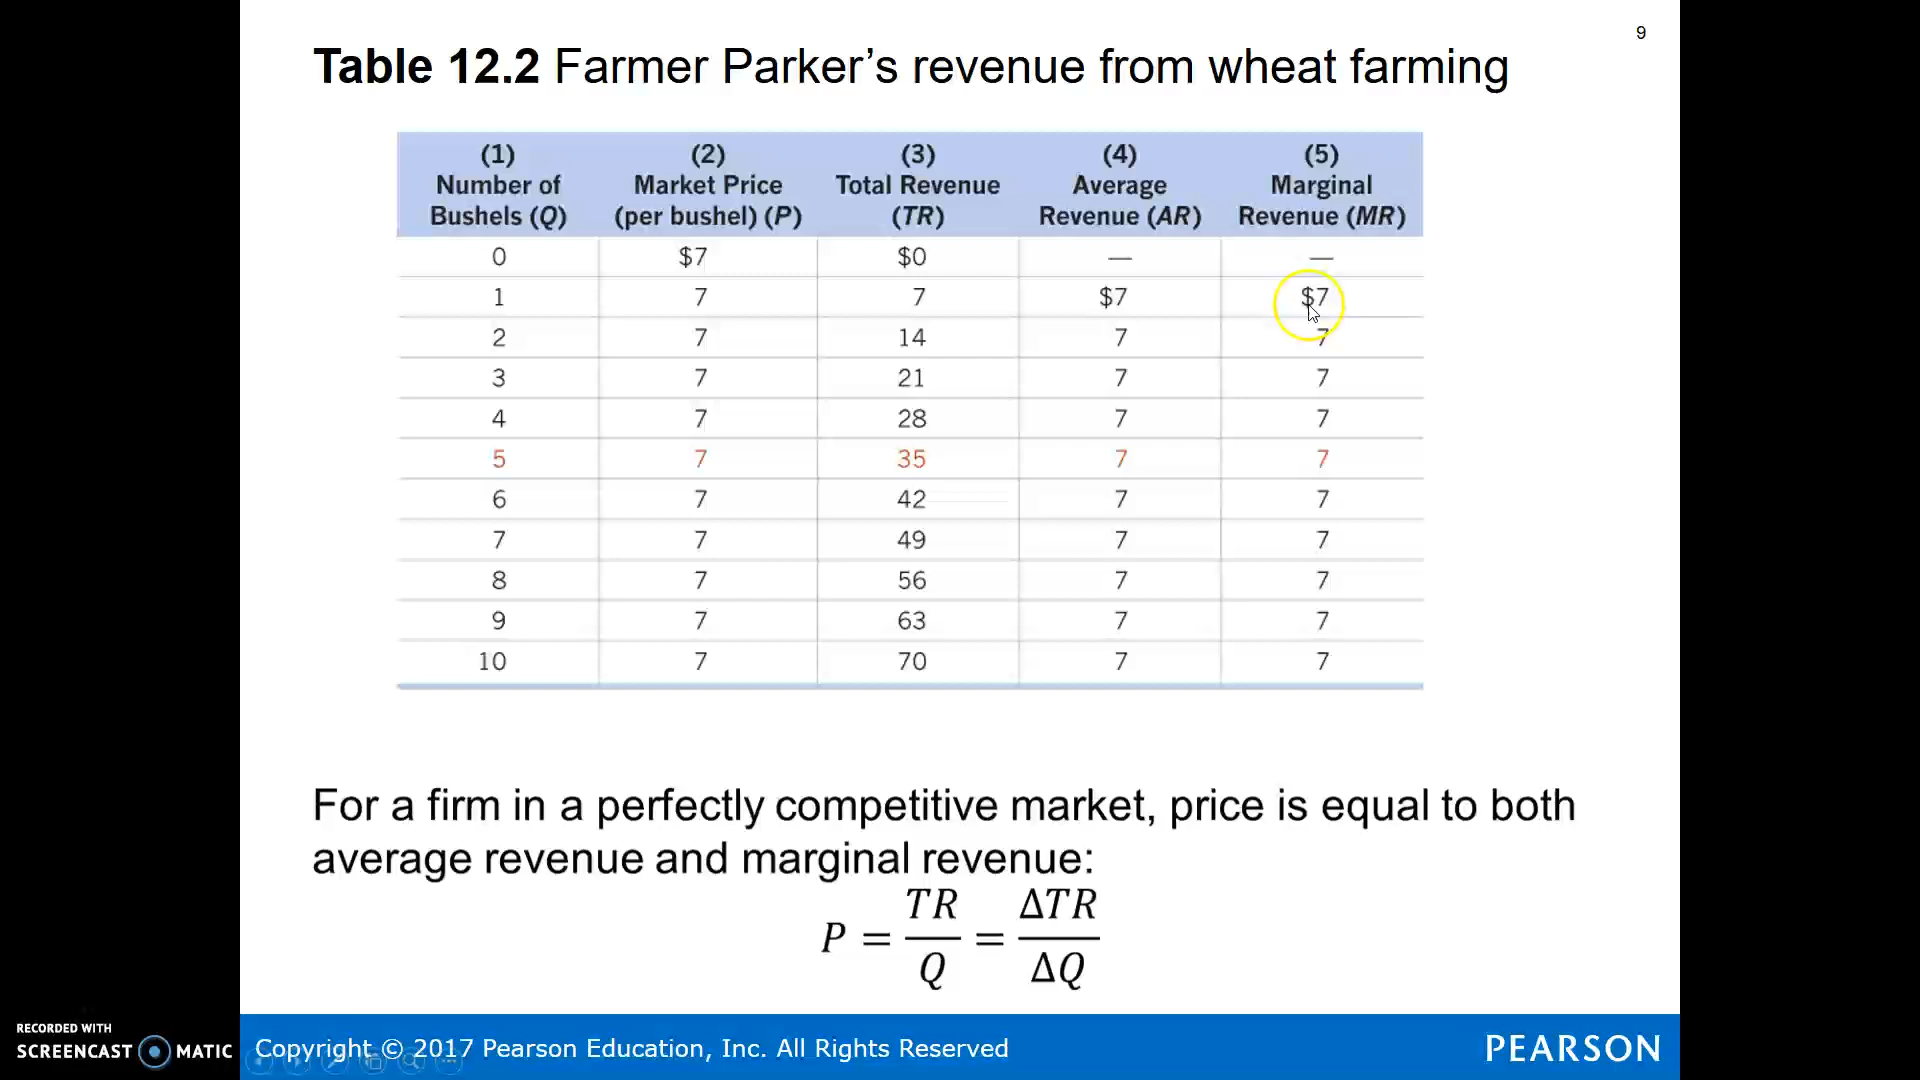 9
Table 12.2 Farmer Parker’s revenue from wheat farming
(1) (2) (3) (4) (5)
Number of Market Price Total Revenue Average Marginal
Bushels (Q) (per bushel) (P) (TR) Revenue (AR) Revenue (MR)
0 $7 $0 — —
1 7 7 $7 $7
2 7 14 7 7
3 7 21 7 7
4 7 28 7 7
5 7 35 7 7
6 7 42 7 7
7 7 49 7 7
8 7 56 7 7
9 7 63 7 7
10 7 70 7 7
For a firm in a perfectly competitive market, price is equal to both
average revenue and marginal revenue:
P = TR/Q = ΔTR/ΔQ
RECORDED WITH
SCREENCAST MATIC
Copyright © 2017 Pearson Education, Inc. All Rights Reserved
PEARSON